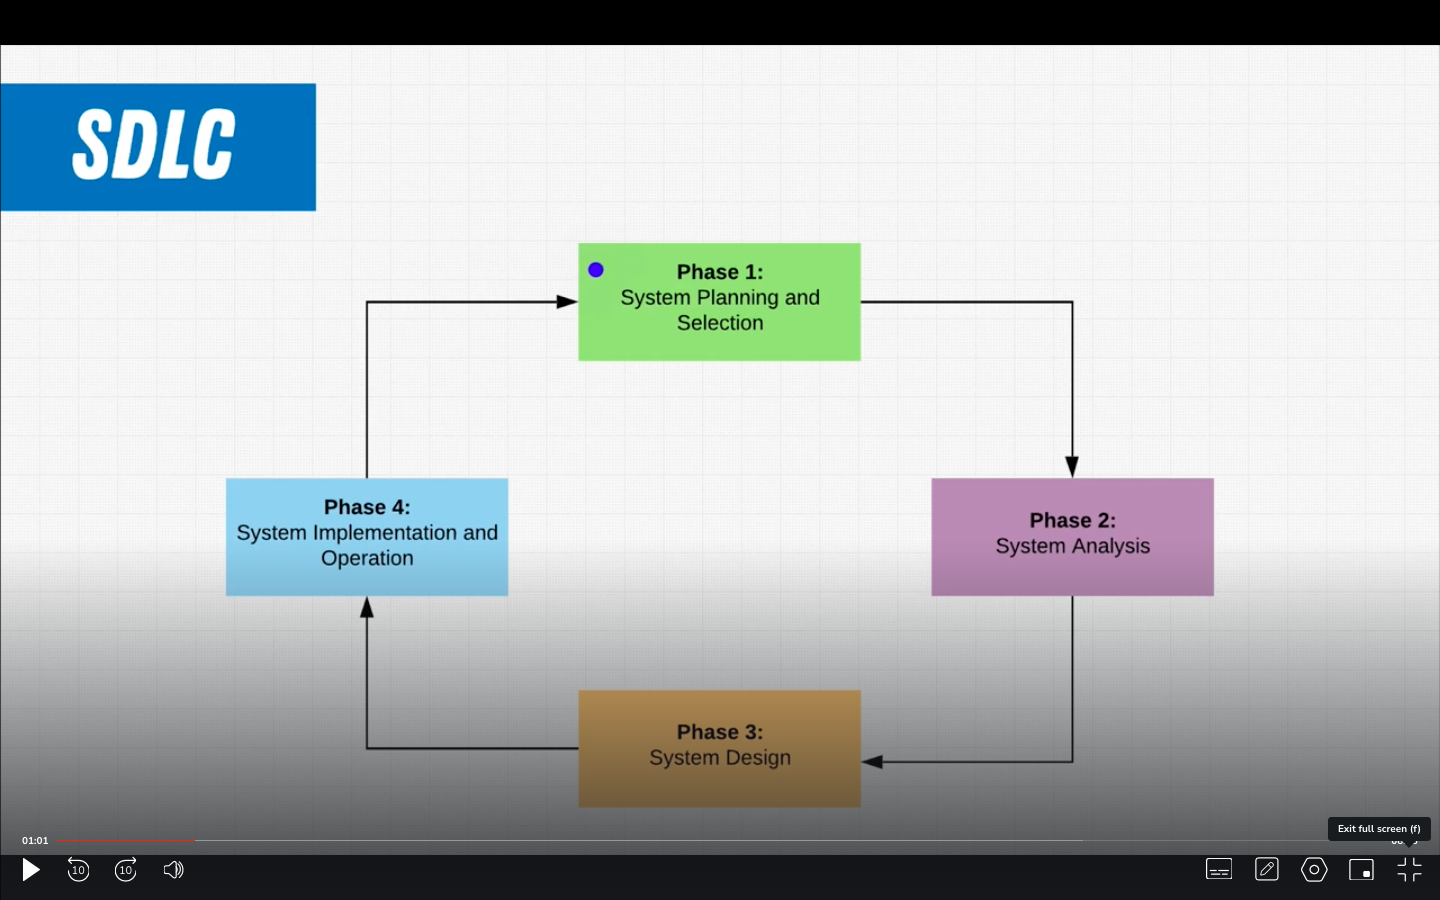 SDLC
Phase 1:
System Planning and
Selection
Phase 4:
System Implementation and
Operation
Phase 2:
System Analysis
Phase 3:
System Design
Exit full screen (f)
01:01
10
10